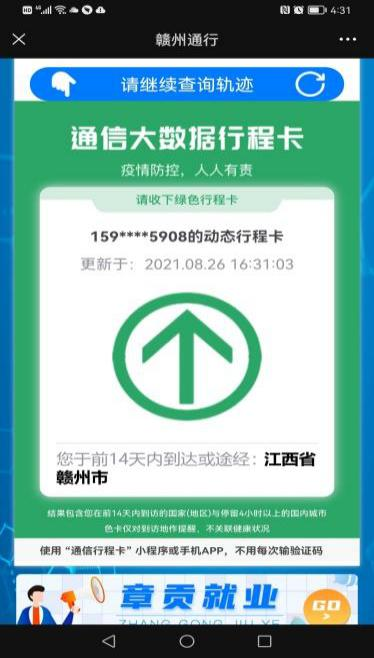 HD 4G 4:31
赣州通行
请继续查询轨迹
通信大数据行程卡
疫情防控，人人有责
请收下绿色行程卡
159****5908的动态行程卡
更新于：2021.08.26 16:31:03
您于前14天内到达或途经：江西省
赣州市
结果包含您在前14天内到访的国家(地区)与停留4小时以上的国内城市
色卡仅对到访地作提醒，不关联健康状况
使用“通信行程卡”小程序或手机APP，不用每次输验证码
章贡就业
GO
ZHANG GONG JIU YE